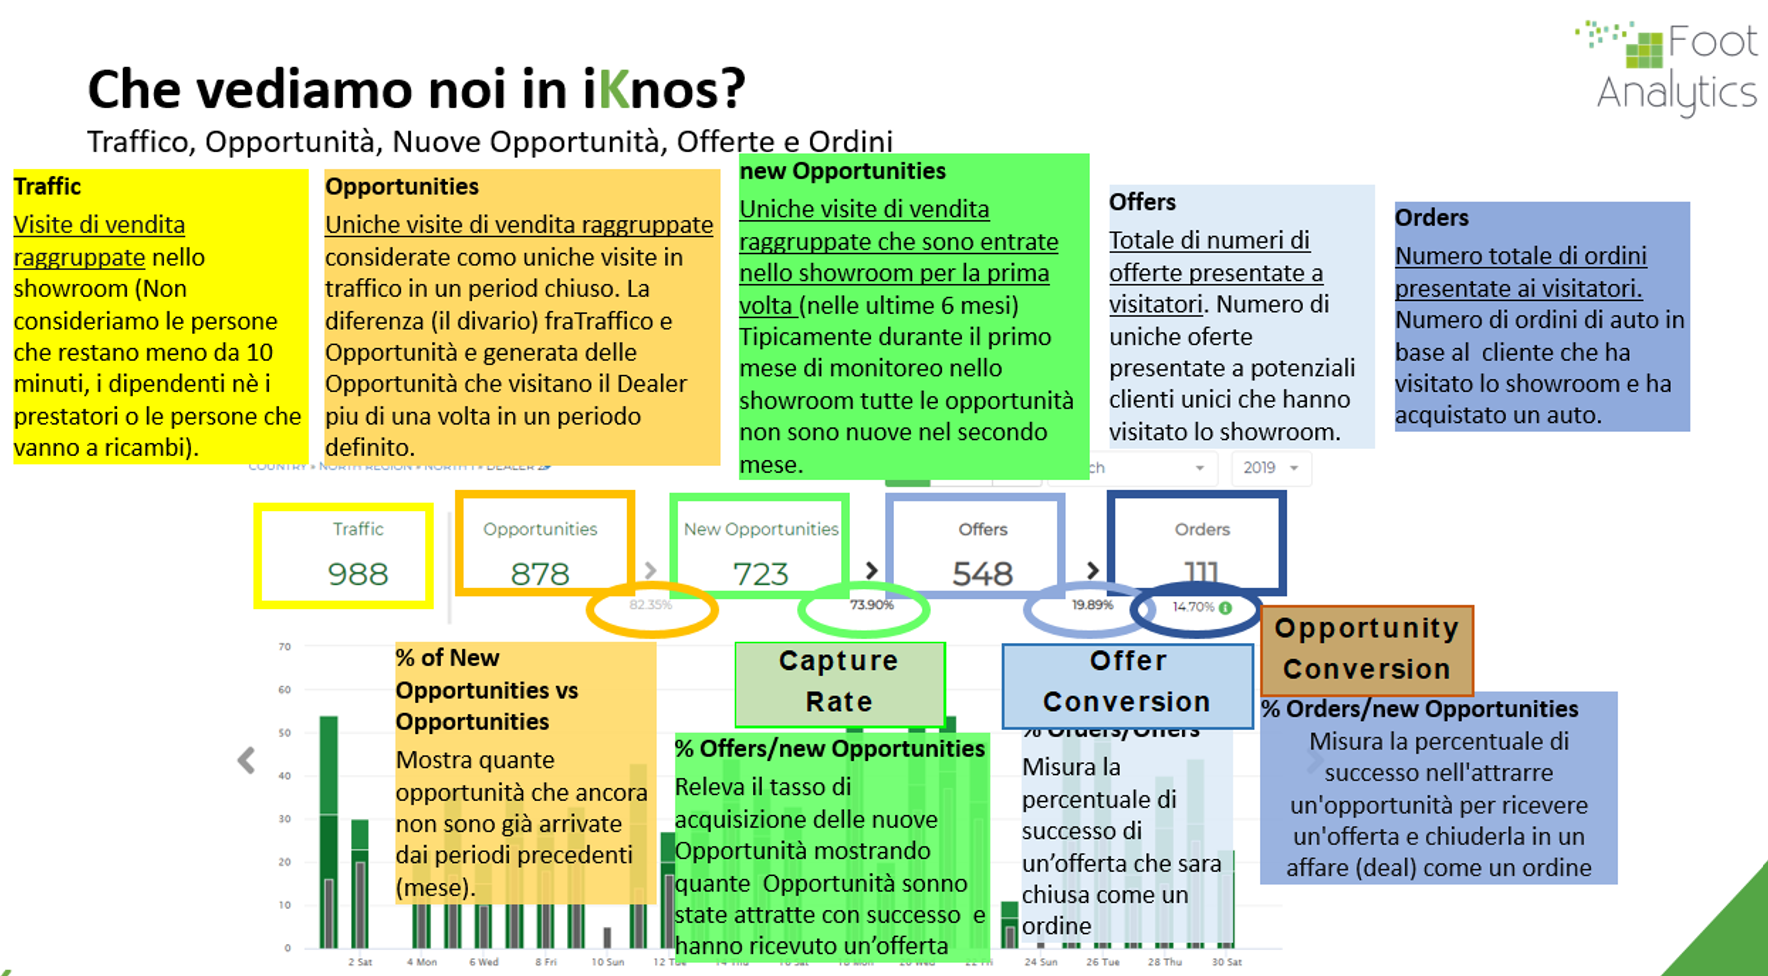 Foot
Analytics
Che vediamo noi in iKnos?
Traffico, Opportunità, Nuove Opportunità, Offerte e Ordini
Traffic
Visite di vendita
raggruppate nello
showroom (Non
consideriamo le persone
che restano meno da 10
minuti, i dipendenti nè i
prestatori o le persone che
vanno a ricambi).
Opportunities
Uniche visite di vendita raggruppate
considerate come uniche visite in
traffico in un period chiuso. La
diferenza (il divario) fraTraffico e
Opportunità e generata delle
Opportunità che visitano il Dealer
piu di una volta in un periodo
definito.
new Opportunities
Uniche visite di vendita
raggruppate che sono entrate
nello showroom per la prima
volta (nelle ultime 6 mesi)
Tipicamente durante il primo
mese di monitoreo nello
showroom tutte le opportunità
non sono nuove nel secondo
mese.
Offers
Totale di numeri di
offerte presentate a
visitatori. Numero di
uniche oferte
presentate a potenziali
clienti unici che hanno
visitato lo showroom.
Orders
Numero totale di ordini
presentate ai visitatori.
Numero di ordini di auto in
base al cliente che ha
visitato lo showroom e ha
acquistato un auto.
COUNTRY » NORTH REGION » NORTH 1 » DEALER 2
ch
2019
Traffic
988
Opportunities
878
82.35%
New Opportunities
723
73.90%
Offers
548
19.89%
Orders
111
14.70%
% of New
Opportunities vs
Opportunities
Mostra quante
opportunità che ancora
non sono già arrivate
dai periodi precedenti
(mese).
Capture
Rate
% Offers/new Opportunities
Releva il tasso di
acquisizione delle nuove
Opportunità mostrando
quante Opportunità sonno
state attratte con successo e
hanno ricevuto un'offerta
Offer
Conversion
% Orders/Offers
Misura la
percentuale di
successo di
un'offerta che sara
chiusa come un
ordine
Opportunity
Conversion
% Orders/new Opportunities
Misura la percentuale di
successo nell'attrarre
un'opportunità per ricevere
un'offerta e chiuderla in un
affare (deal) come un ordine
70
60
50
40
30
20
10
0
2 Sat
4 Mon
6 Wed
8 Fri
10 Sun
12 Tue
14 Thu
16 Sat
18 Mon
20 Wed
22 Fri
24 Sun
26 Tue
28 Thu
30 Sat